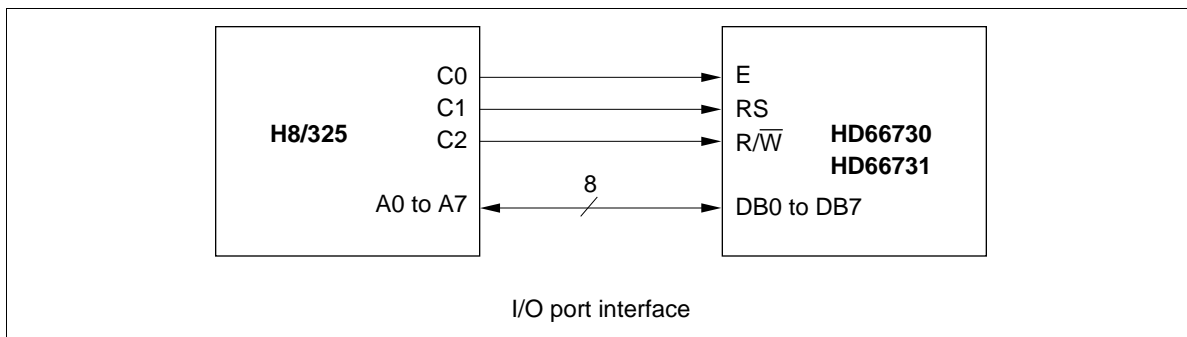 C0 E
C1 RS
H8/325 C2 R/W̅ HD66730
HD66731
8
A0 to A7 DB0 to DB7
I/O port interface